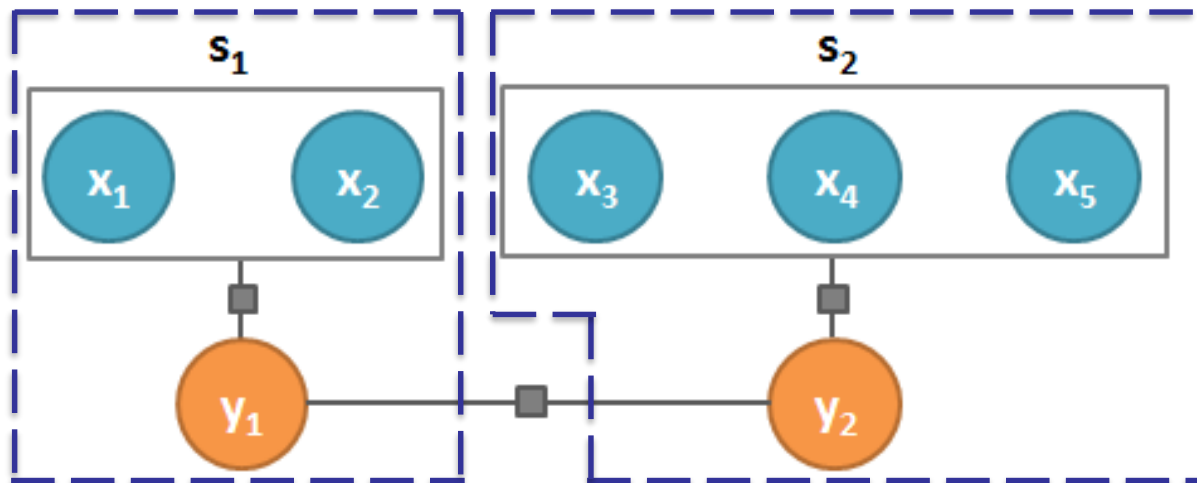 s₁ s₂
x₁ x₂ x₃ x₄ x₅
y₁ y₂